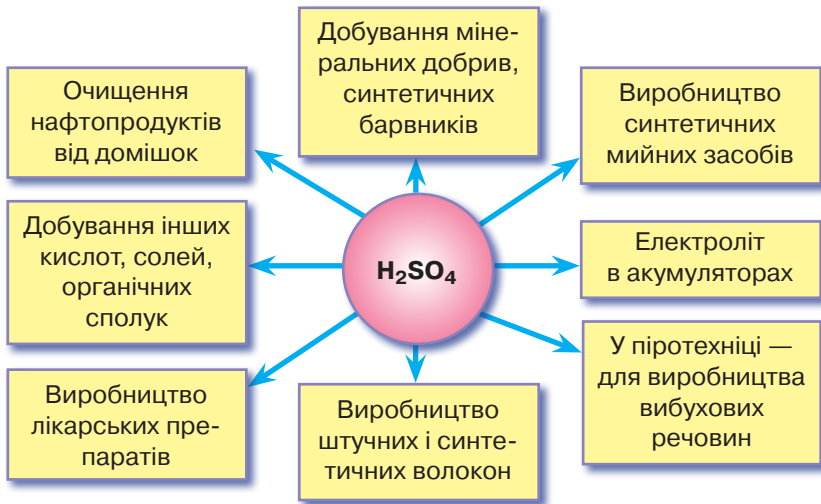 Добування міне-
ральних добрив,
синтетичних
барвників
Очищення
нафтопродуктів
від домішок
Виробництво
синтетичних
мийних засобів
Добування інших
кислот, солей,
органічних
сполук
H₂SO₄
Електроліт
в акумуляторах
Виробництво
лікарських пре-
паратів
Виробництво
штучних і синте-
тичних волокон
У піротехніці —
для виробництва
вибухових
речовин